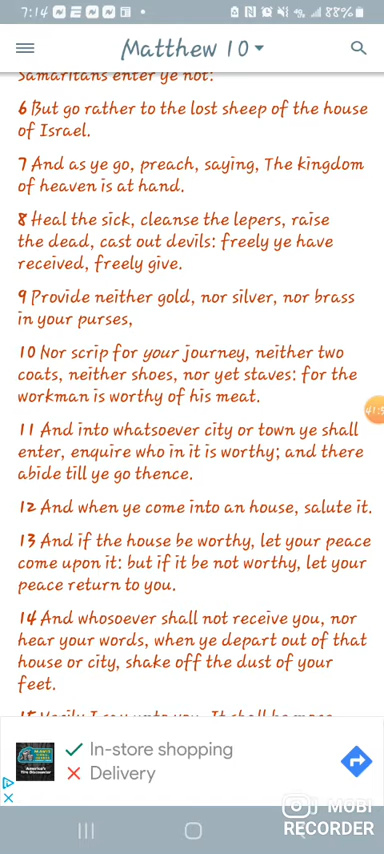 7:14 88%
Matthew 10
Samaritans enter ye not:
6 But go rather to the lost sheep of the house
of Israel.
7 And as ye go, preach, saying, The kingdom
of heaven is at hand.
8 Heal the sick, cleanse the lepers, raise
the dead, cast out devils: freely ye have
received, freely give.
9 Provide neither gold, nor silver, nor brass
in your purses,
10 Nor scrip for your journey, neither two
coats, neither shoes, nor yet staves: for the
workman is worthy of his meat.
11 And into whatsoever city or town ye shall
enter, enquire who in it is worthy; and there
abide till ye go thence.
12 And when ye come into an house, salute it.
13 And if the house be worthy, let your peace
come upon it: but if it be not worthy, let your
peace return to you.
14 And whosoever shall not receive you, nor
hear your words, when ye depart out of that
house or city, shake off the dust of your
feet.
15 Verily I say unto you, It shall be more
In-store shopping
Delivery
MOBI
RECORDER